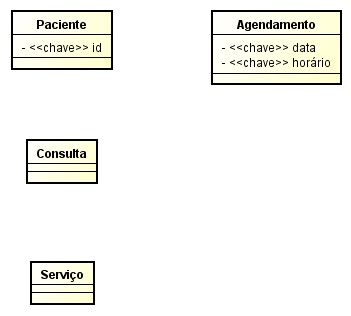 Paciente
- <<chave>> id
Agendamento
- <<chave>> data
- <<chave>> horário
Consulta
Serviço